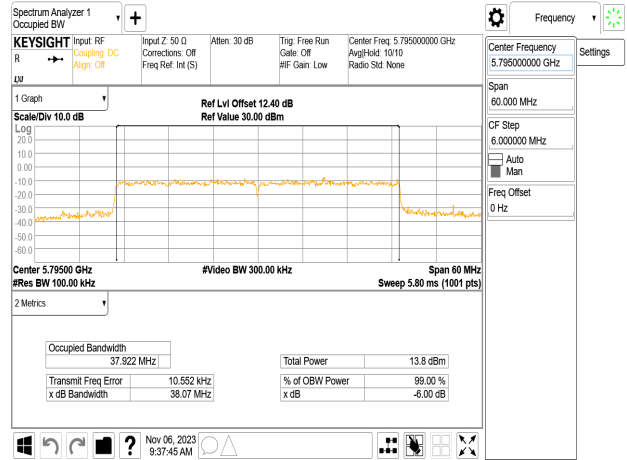 Spectrum Analyzer 1
Occupied BW
Frequency
KEYSIGHT
R
Input: RF
Coupling: DC
Align: Off
Input Z: 50 Ω
Corrections: Off
Freq Ref: Int (S)
Atten: 30 dB
Trig: Free Run
Gate: Off
#IF Gain: Low
Center Freq: 5.795000000 GHz
Avg|Hold: 10/10
Radio Std: None
Center Frequency
5.795000000 GHz
Settings
Span
60.000 MHz
CF Step
6.000000 MHz
Auto
Man
Freq Offset
0 Hz
1 Graph
Scale/Div 10.0 dB
Ref Lvl Offset 12.40 dB
Ref Value 30.00 dBm
Log
20.0
10.0
0.00
-10.0
-20.0
-30.0
-40.0
-50.0
-60.0
Center 5.79500 GHz
#Res BW 100.00 kHz
#Video BW 300.00 kHz
Span 60 MHz
Sweep 5.80 ms (1001 pts)
2 Metrics
Occupied Bandwidth
37.922 MHz
Total Power 13.8 dBm
Transmit Freq Error 10.552 kHz
% of OBW Power 99.00 %
x dB Bandwidth 38.07 MHz
x dB -6.00 dB
?
Nov 06, 2023
9:37:45 AM